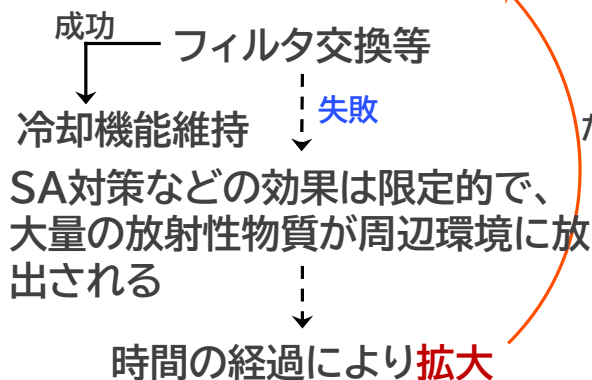 成功
フィルタ交換等
失敗
冷却機能維持
SA対策などの効果は限定的で、
大量の放射性物質が周辺環境に放
出される
時間の経過により拡大